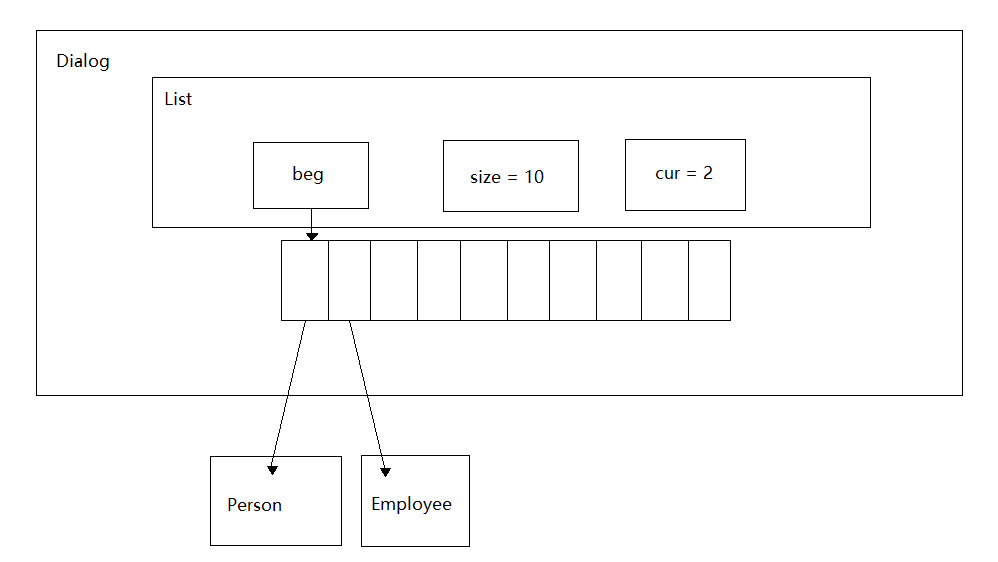 Dialog
List
beg
size = 10
cur = 2
Person
Employee